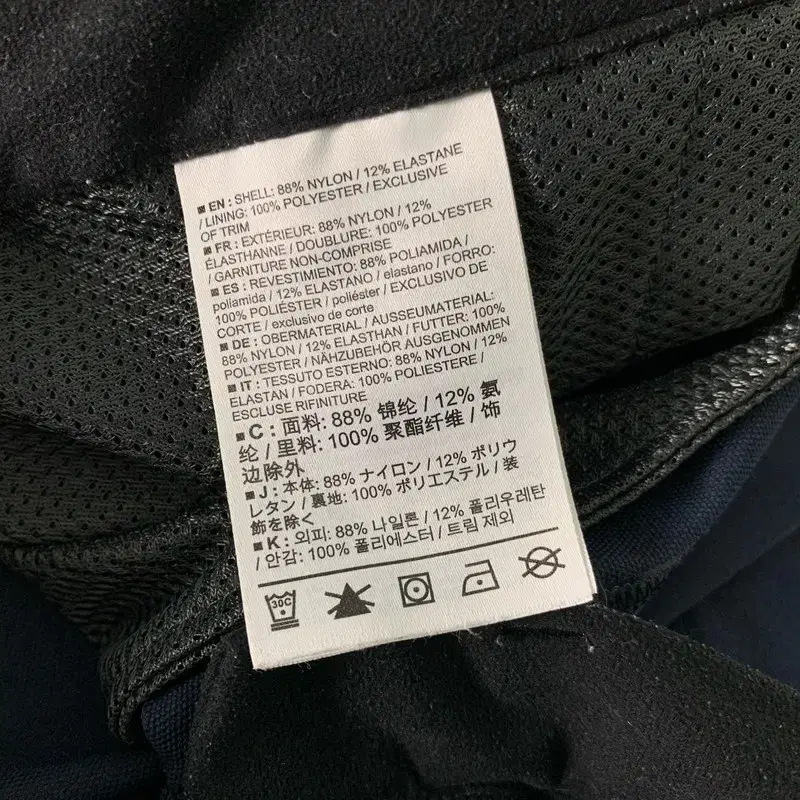 ■ EN: SHELL: 88% NYLON / 12% ELASTANE
/ LINING: 100% POLYESTER / EXCLUSIVE
OF TRIM
■ FR: EXTÉRIEUR: 88% NYLON / 12%
ÉLASTHANNE / DOUBLURE: 100% POLYESTER
/ GARNITURE NON-COMPRISE
■ ES: REVESTIMIENTO: 88% POLIAMIDA /
poliamida / 12% ELASTANO / elastano / FORRO:
100% POLIÉSTER / poliéster / EXCLUSIVO DE
CORTE / exclusivo de corte
■ DE: OBERMATERIAL / AUSSEUMATERIAL:
88% NYLON / 12% ELASTHAN / FUTTER: 100%
POLYESTER / NÄHZUBEHÖR AUSGENOMMEN
■ IT: TESSUTO ESTERNO: 88% NYLON / 12%
ELASTAN / FODERA: 100% POLIESTERE /
ESCLUSE RIFINITURE
■ C: 面料: 88% 锦纶 / 12% 氨
纶 / 里料: 100% 聚酯纤维 / 饰
边除外
■ J: 本体: 88% ナイロン / 12% ポリウ
レタン / 裏地: 100% ポリエステル / 装
飾を除く
■ K: 외피: 88% 나일론 / 12% 폴리우레탄
/ 안감: 100% 폴리에스터 / 트림 제외
30C